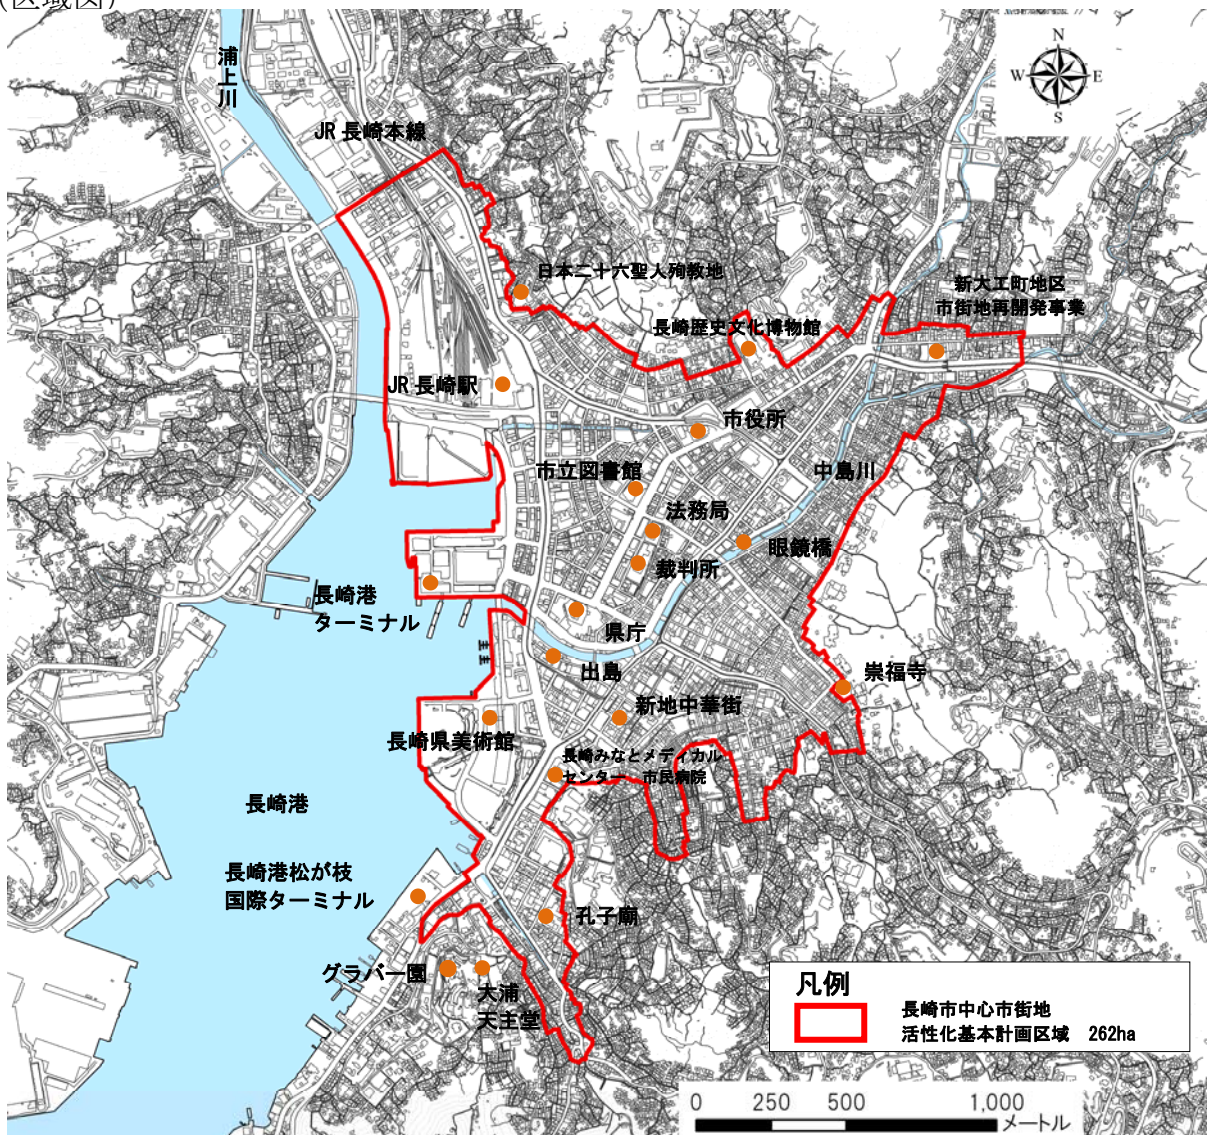 (区域図)
N
W
E
S
浦上川
JR 長崎本線
日本二十六聖人殉教地
新大工町地区
市街地再開発事業
長崎歴史文化博物館
JR 長崎駅
市役所
市立図書館
中島川
法務局
眼鏡橋
裁判所
長崎港
ターミナル
県庁
出島
崇福寺
新地中華街
長崎県美術館
長崎みなとメディカル
センター 市民病院
長崎港
長崎港松が枝
国際ターミナル
孔子廟
グラバー園
大浦
天主堂
凡例
長崎市中心市街地
活性化基本計画区域 262ha
0 250 500 1,000
メートル